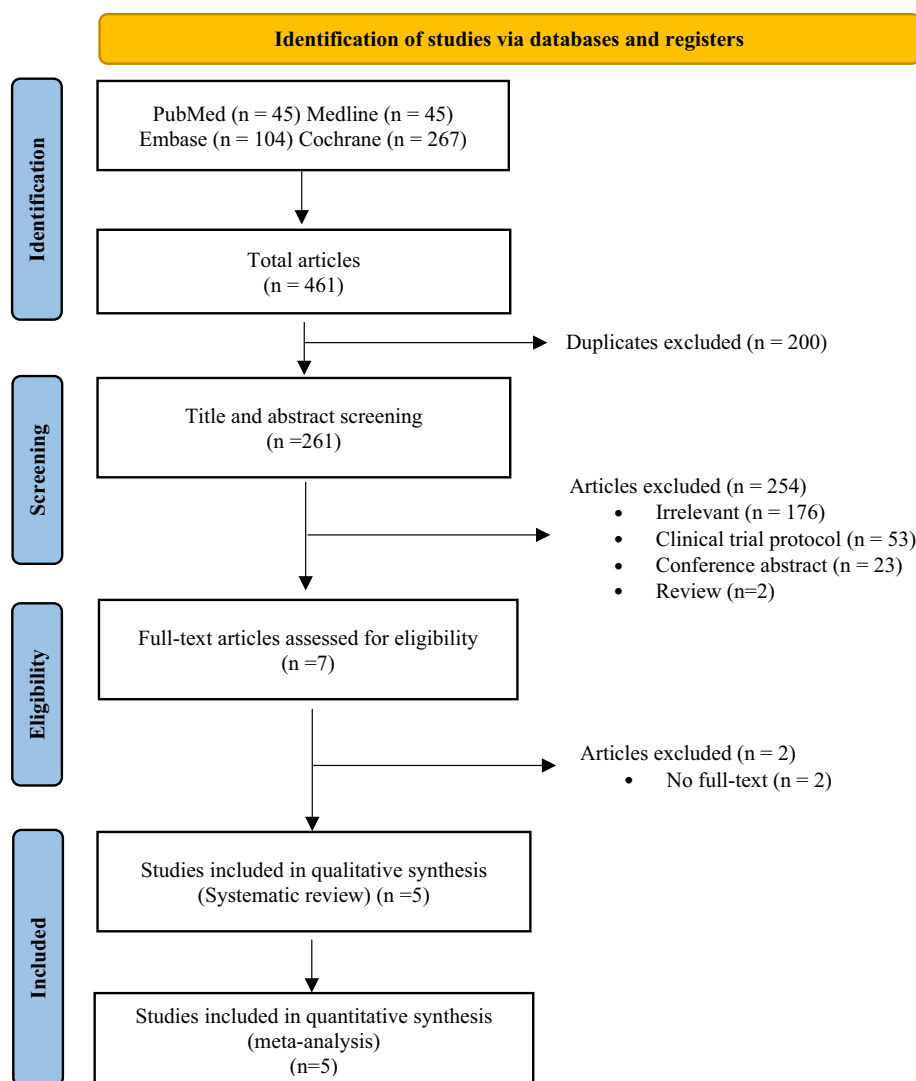 Identification of studies via databases and registers
Identification
PubMed (n = 45) Medline (n = 45)
Embase (n = 104) Cochrane (n = 267)
Total articles
(n = 461)
Duplicates excluded (n = 200)
Screening
Title and abstract screening
(n =261)
Articles excluded (n = 254)
• Irrelevant (n = 176)
• Clinical trial protocol (n = 53)
• Conference abstract (n = 23)
• Review (n=2)
Eligibility
Full-text articles assessed for eligibility
(n =7)
Articles excluded (n = 2)
• No full-text (n = 2)
Included
Studies included in qualitative synthesis
(Systematic review) (n =5)
Studies included in quantitative synthesis
(meta-analysis)
(n=5)